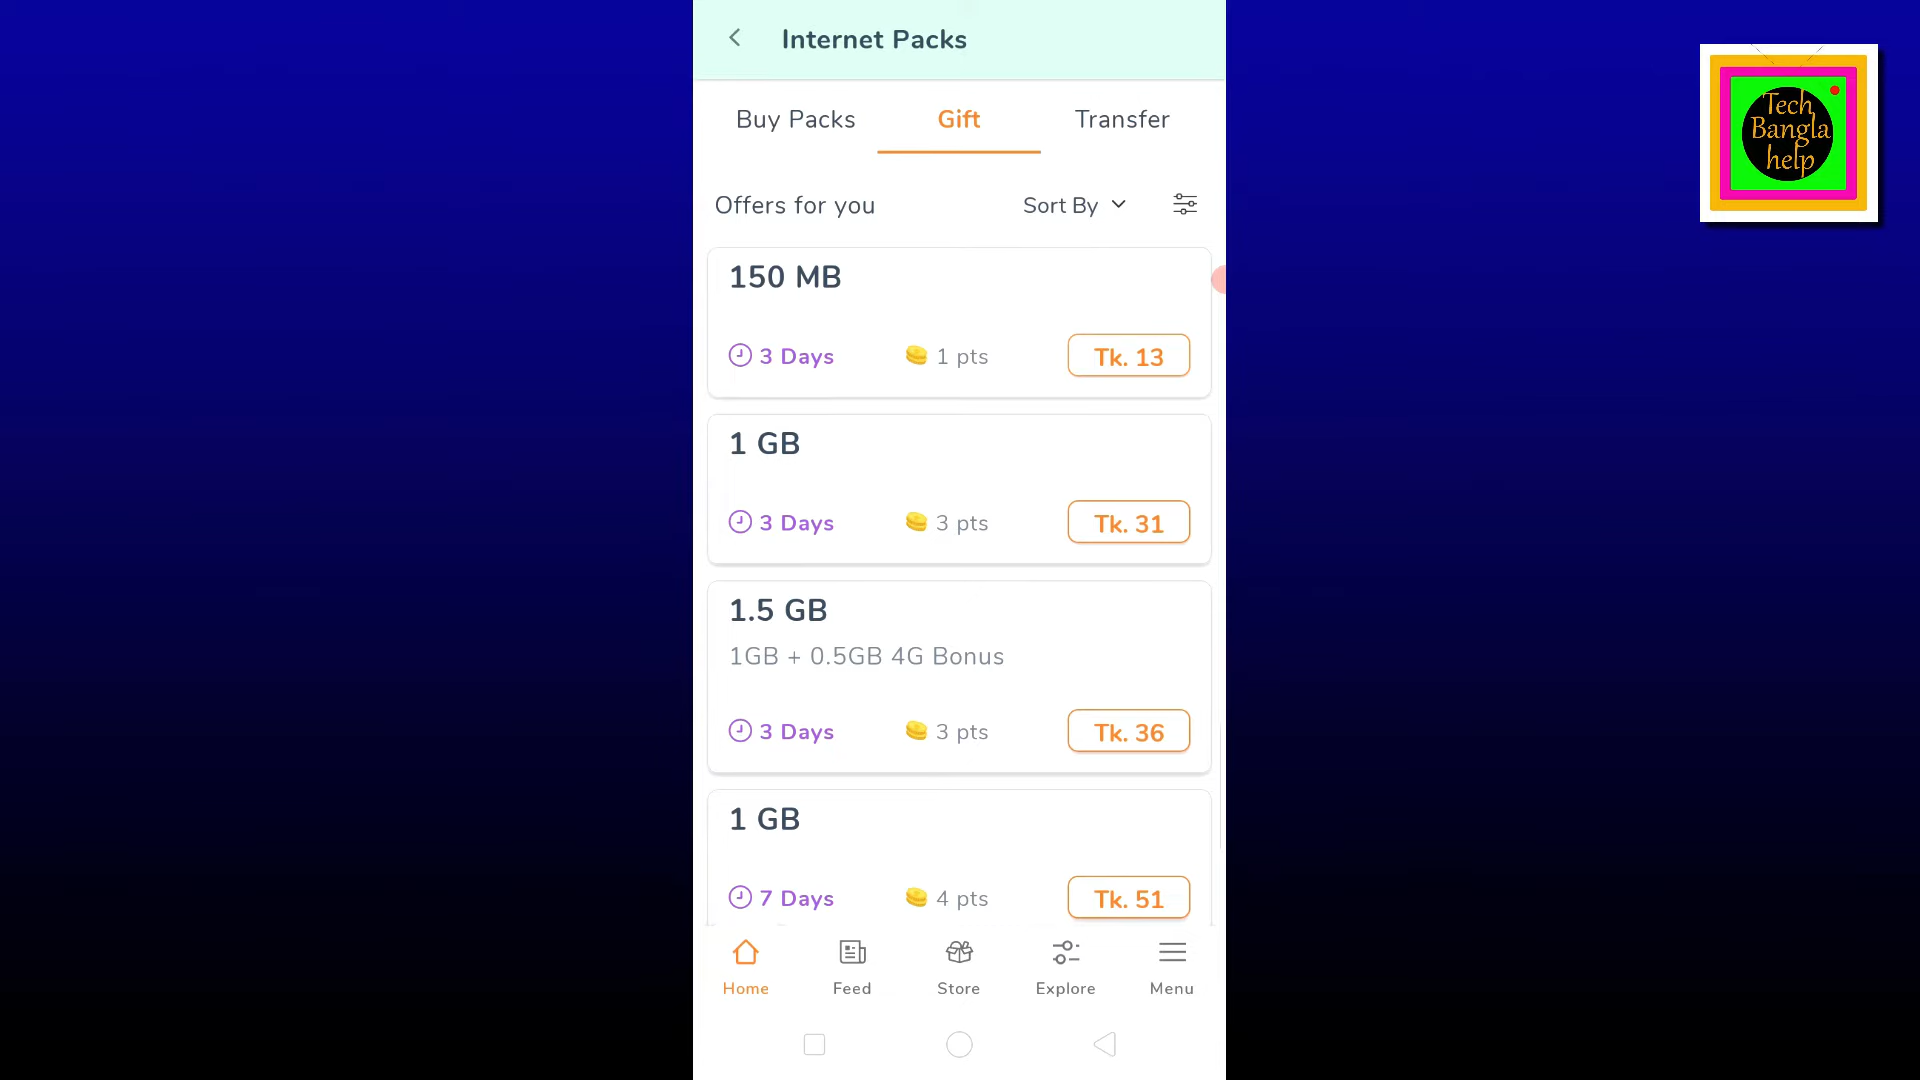 Internet Packs
Buy Packs Gift Transfer
Offers for you Sort By
150 MB
3 Days 1 pts Tk. 13
1 GB
3 Days 3 pts Tk. 31
1.5 GB
1GB + 0.5GB 4G Bonus
3 Days 3 pts Tk. 36
1 GB
7 Days 4 pts Tk. 51
Home Feed Store Explore Menu
Tech
Bangla
help